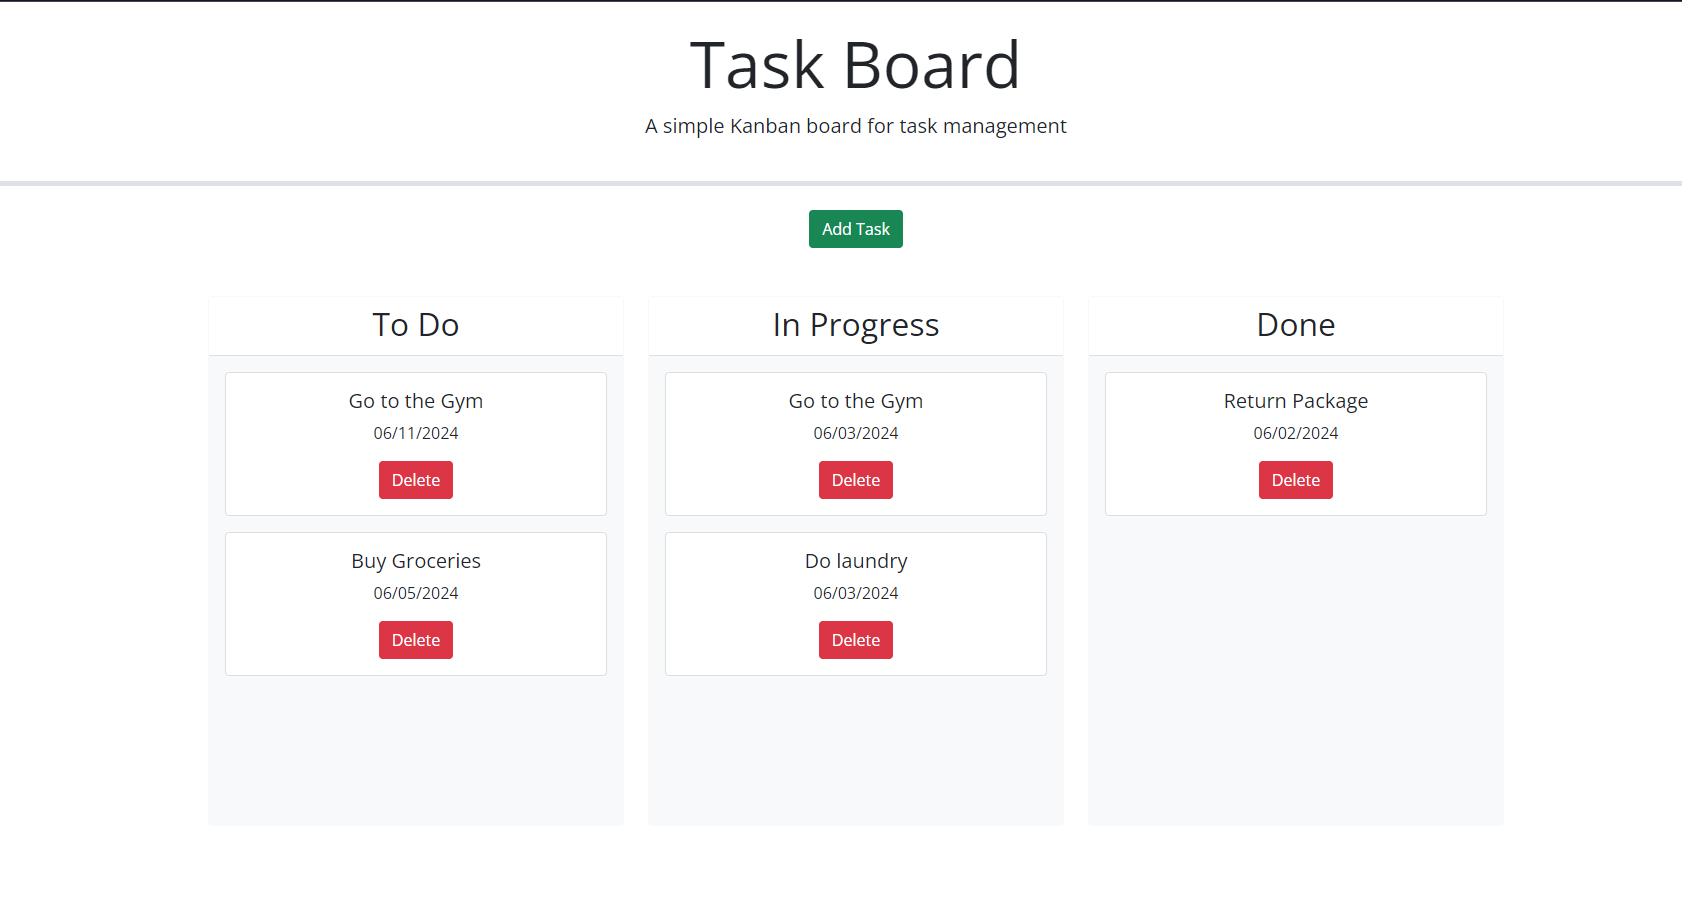 Task Board
A simple Kanban board for task management
Add Task
To Do
Go to the Gym
06/11/2024
Delete
Buy Groceries
06/05/2024
Delete
In Progress
Go to the Gym
06/03/2024
Delete
Do laundry
06/03/2024
Delete
Done
Return Package
06/02/2024
Delete